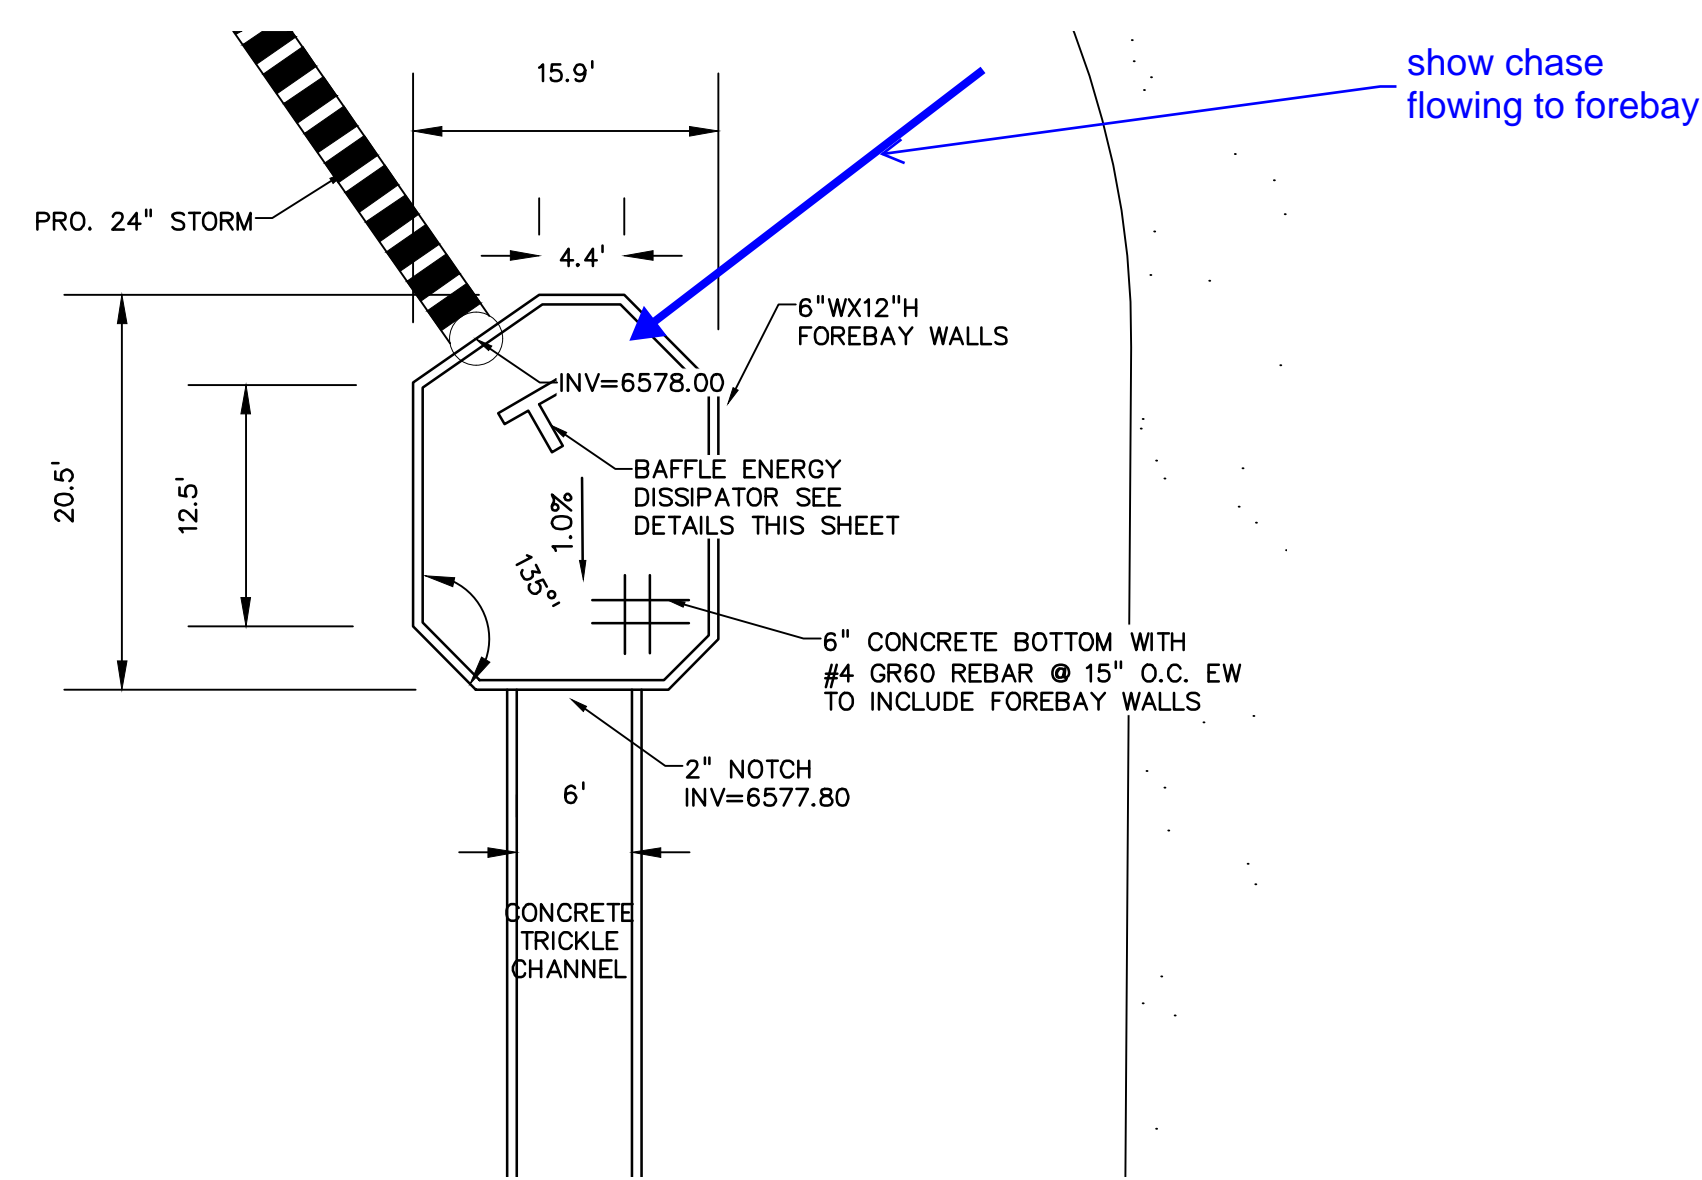 show chase
flowing to forebay
15.9'
PRO. 24" STORM
4.4'
6"WX12"H
FOREBAY WALLS
INV=6578.00
20.5'
12.5'
BAFFLE ENERGY
DISSIPATOR SEE
DETAILS THIS SHEET
1.0%
135°'
6" CONCRETE BOTTOM WITH
#4 GR60 REBAR @ 15" O.C. EW
TO INCLUDE FOREBAY WALLS
2" NOTCH
INV=6577.80
6'
CONCRETE
TRICKLE
CHANNEL